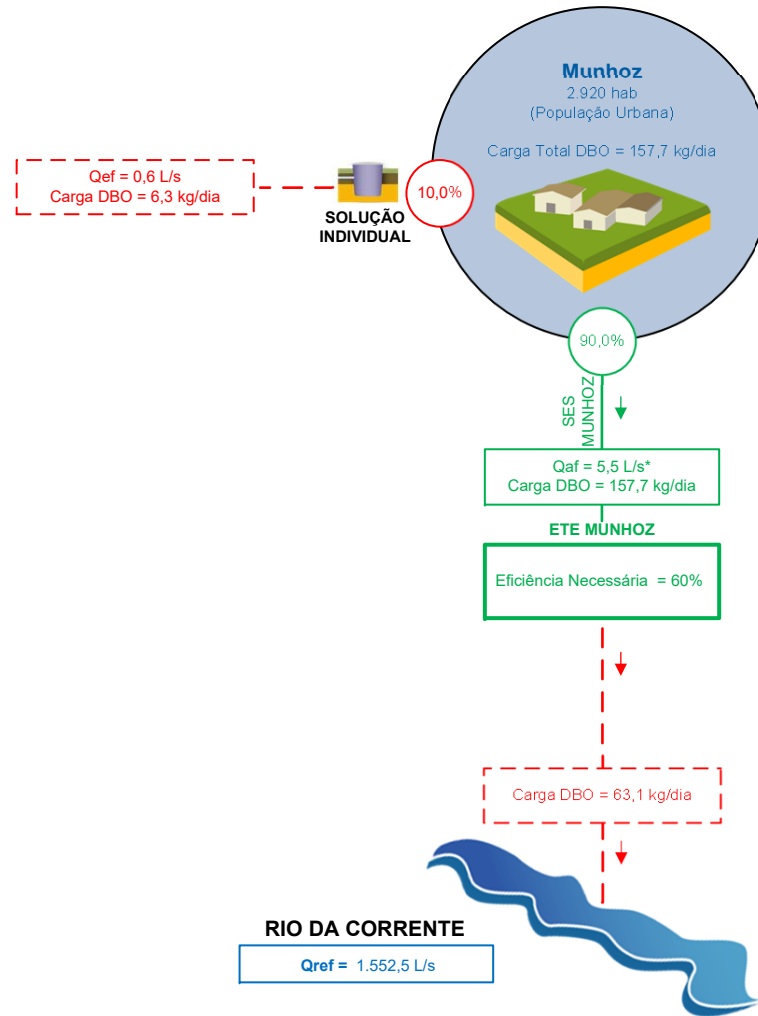 Munhoz
2.920 hab
(População Urbana)
Carga Total DBO = 157,7 kg/dia
Qef = 0,6 L/s
Carga DBO = 6,3 kg/dia
SOLUÇÃO
INDIVIDUAL
10,0%
90,0%
SES
MUNHOZ
Qaf = 5,5 L/s*
Carga DBO = 157,7 kg/dia
ETE MUNHOZ
Eficiência Necessária = 60%
Carga DBO = 63,1 kg/dia
RIO DA CORRENTE
Qref = 1.552,5 L/s